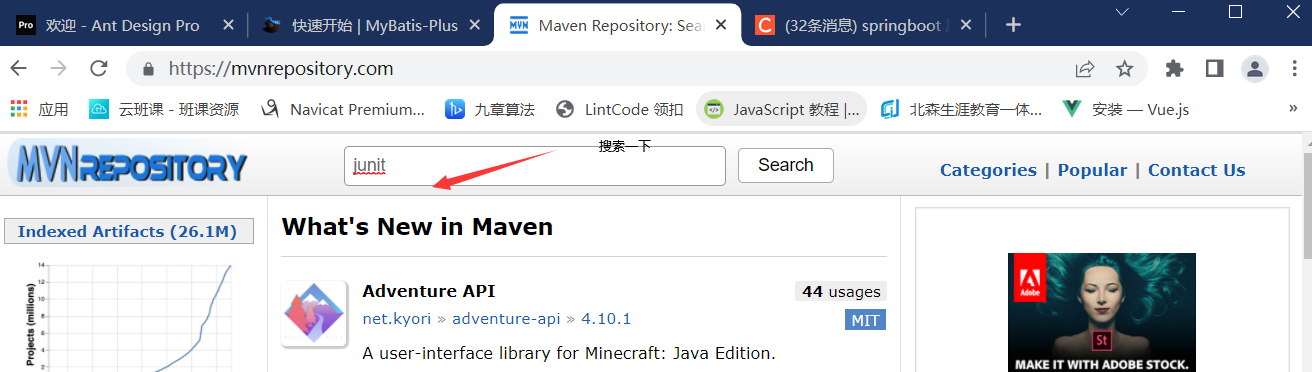 Pro 欢迎 - Ant Design Pro
快速开始 | MyBatis-Plus
MVN Maven Repository: Sea
C (32条消息) springboot
https://mvnrepository.com
应用
云班课 - 班课资源
Navicat Premium...
九章算法
LintCode 领扣
JavaScript 教程 |...
北森生涯教育一体...
安装 — Vue.js
»
MVNREPOSITORY
junit
搜索一下
Search
Categories | Popular | Contact Us
Indexed Artifacts (26.1M)
Projects (millions)
14
12
10
8
6
4
2
What's New in Maven
Adventure API
44 usages
net.kyori » adventure-api » 4.10.1
MIT
A user-interface library for Minecraft: Java Edition.
Adobe
St
MAKE IT WITH ADOBE STOCK.